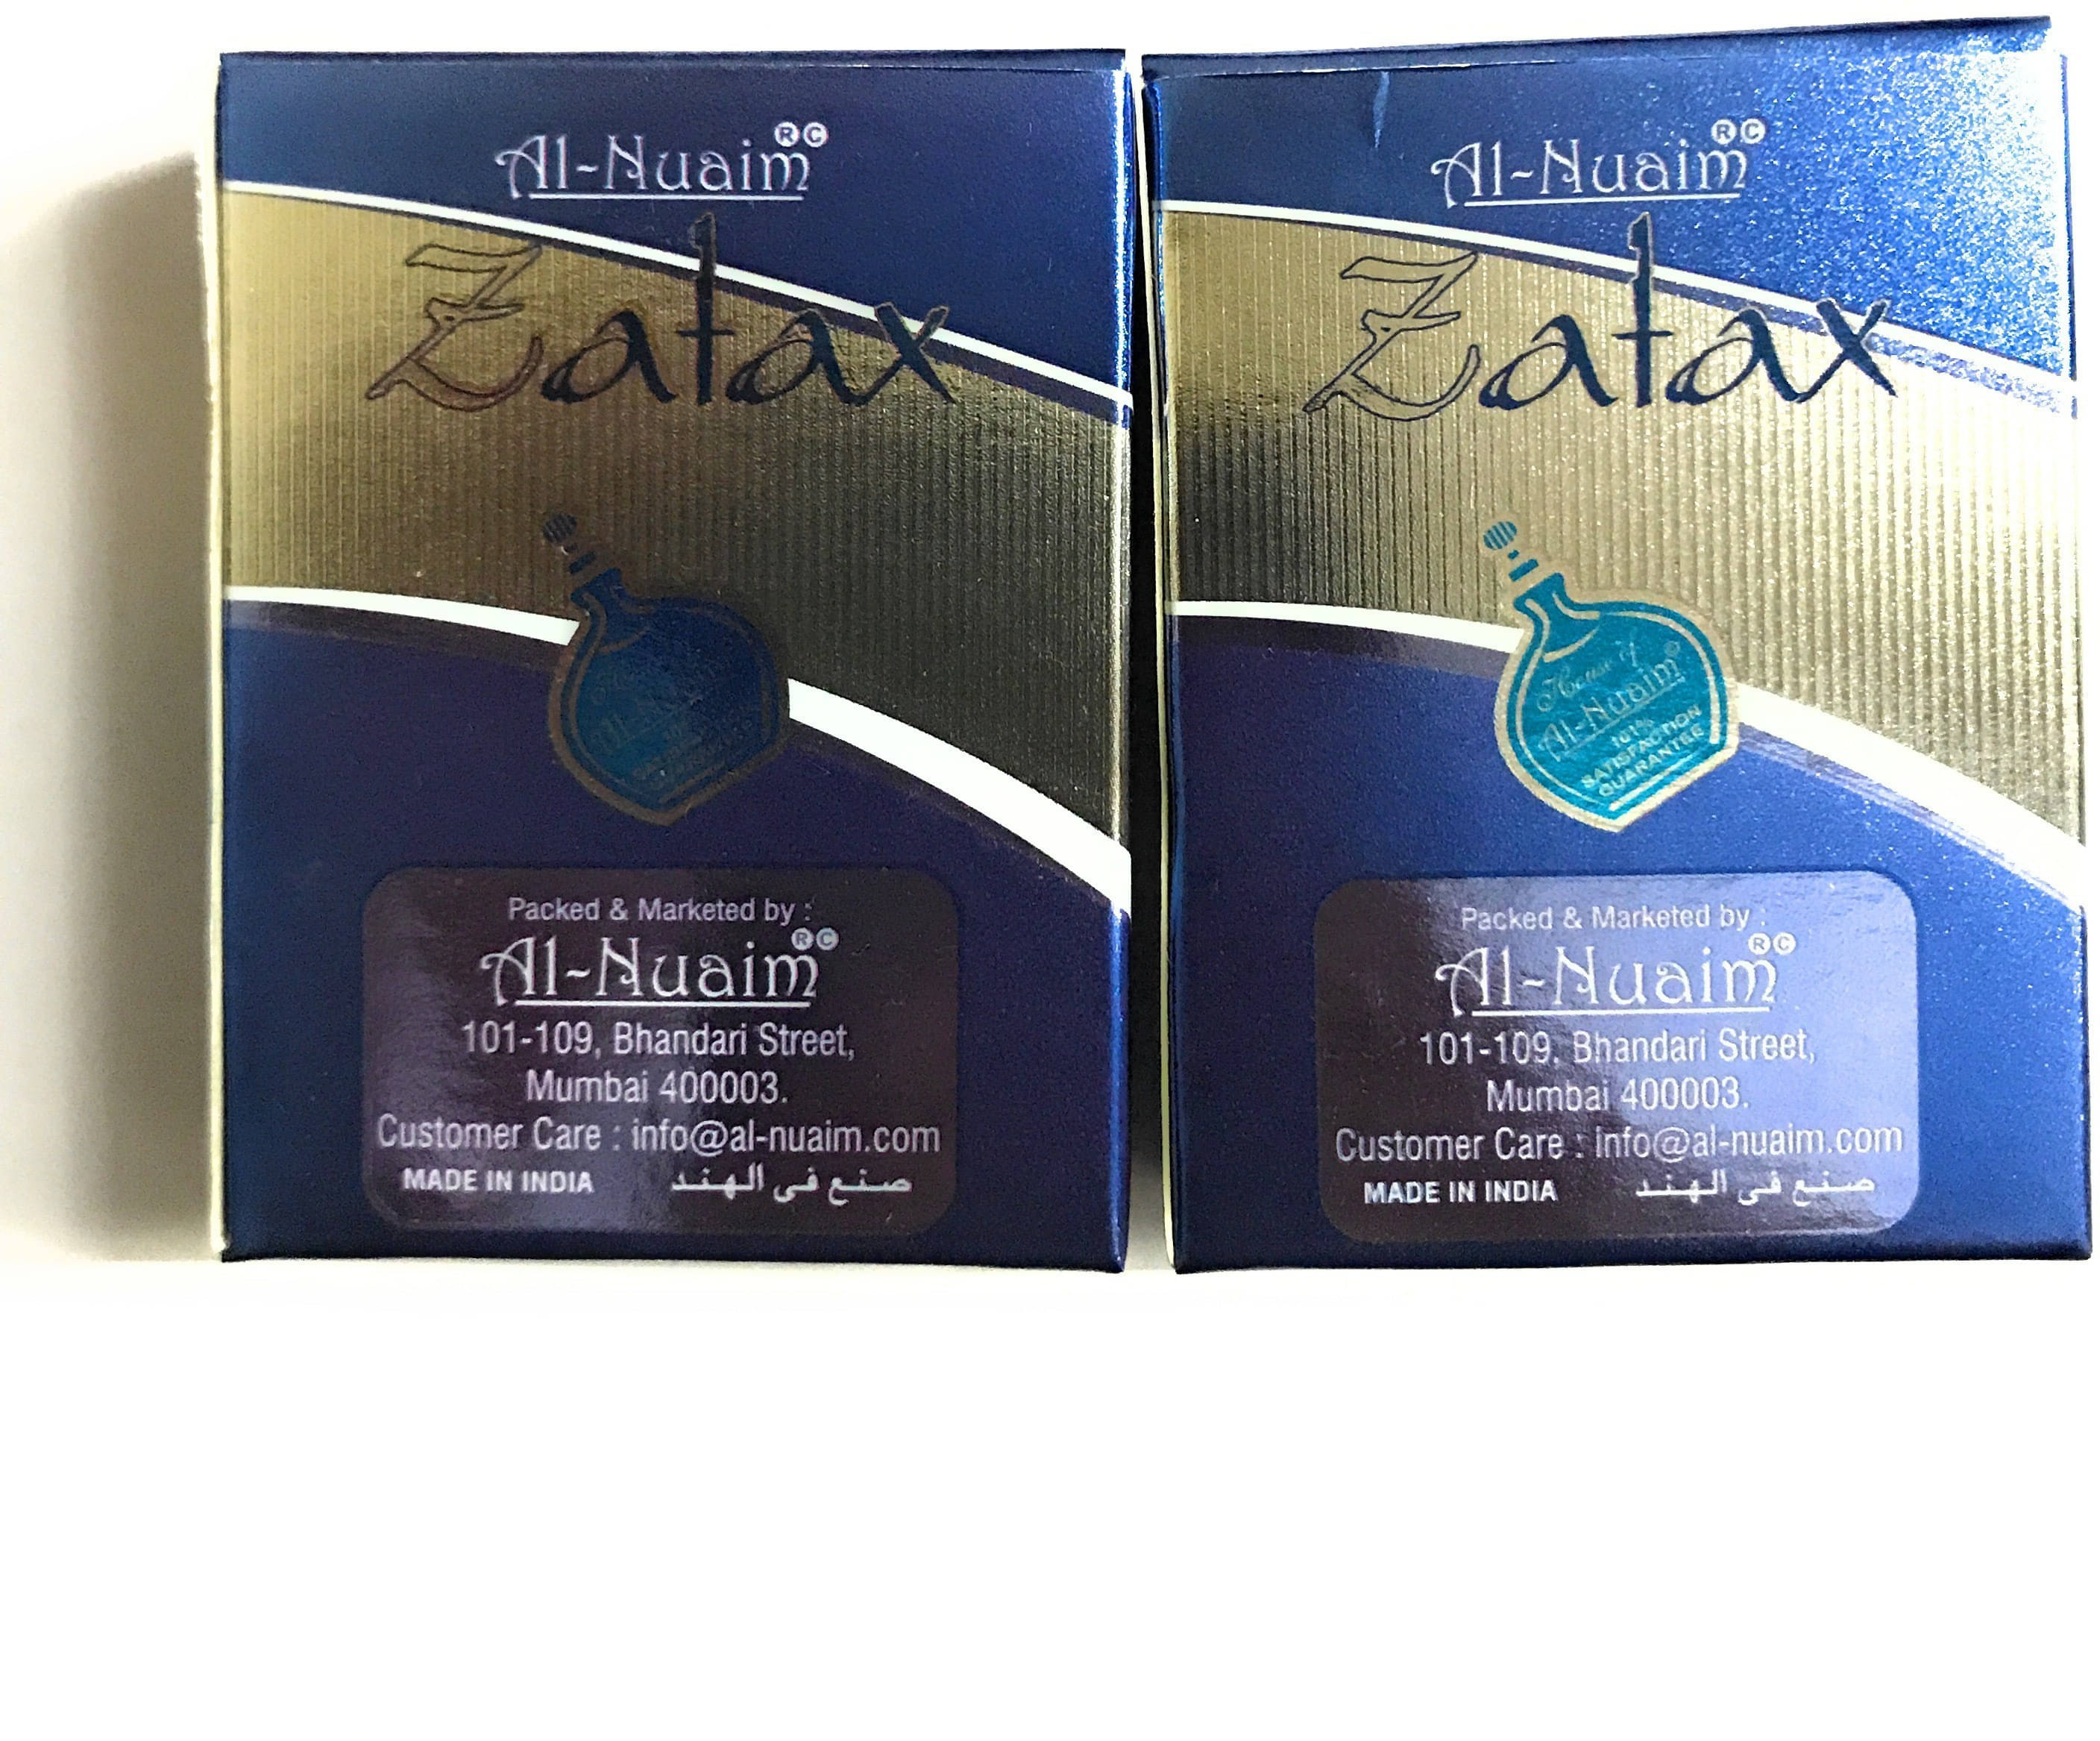 Al-Nuaim ®©
Zatax
Packed & Marketed by :
Al-Nuaim ®©
101-109, Bhandari Street,
Mumbai 400003.
Customer Care : info@al-nuaim.com
MADE IN INDIA صنع في الهند
Al-Nuaim ®©
Zatax
House of
Al-Nuaim®
101%
SATISFACTION
GUARANTEE
Packed & Marketed by :
Al-Nuaim ®©
101-109, Bhandari Street,
Mumbai 400003.
Customer Care : info@al-nuaim.com
MADE IN INDIA صنع في الهند